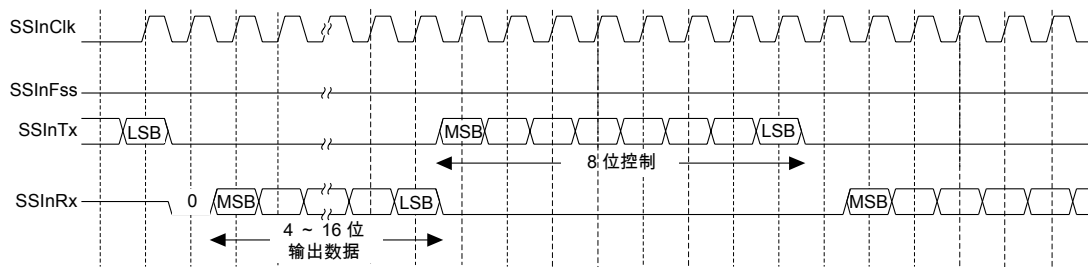 SSInClk
SSInFss
SSInTx
LSB
MSB
LSB
8 位控制
SSInRx
0
MSB
LSB
MSB
4 ~ 16 位
输出数据